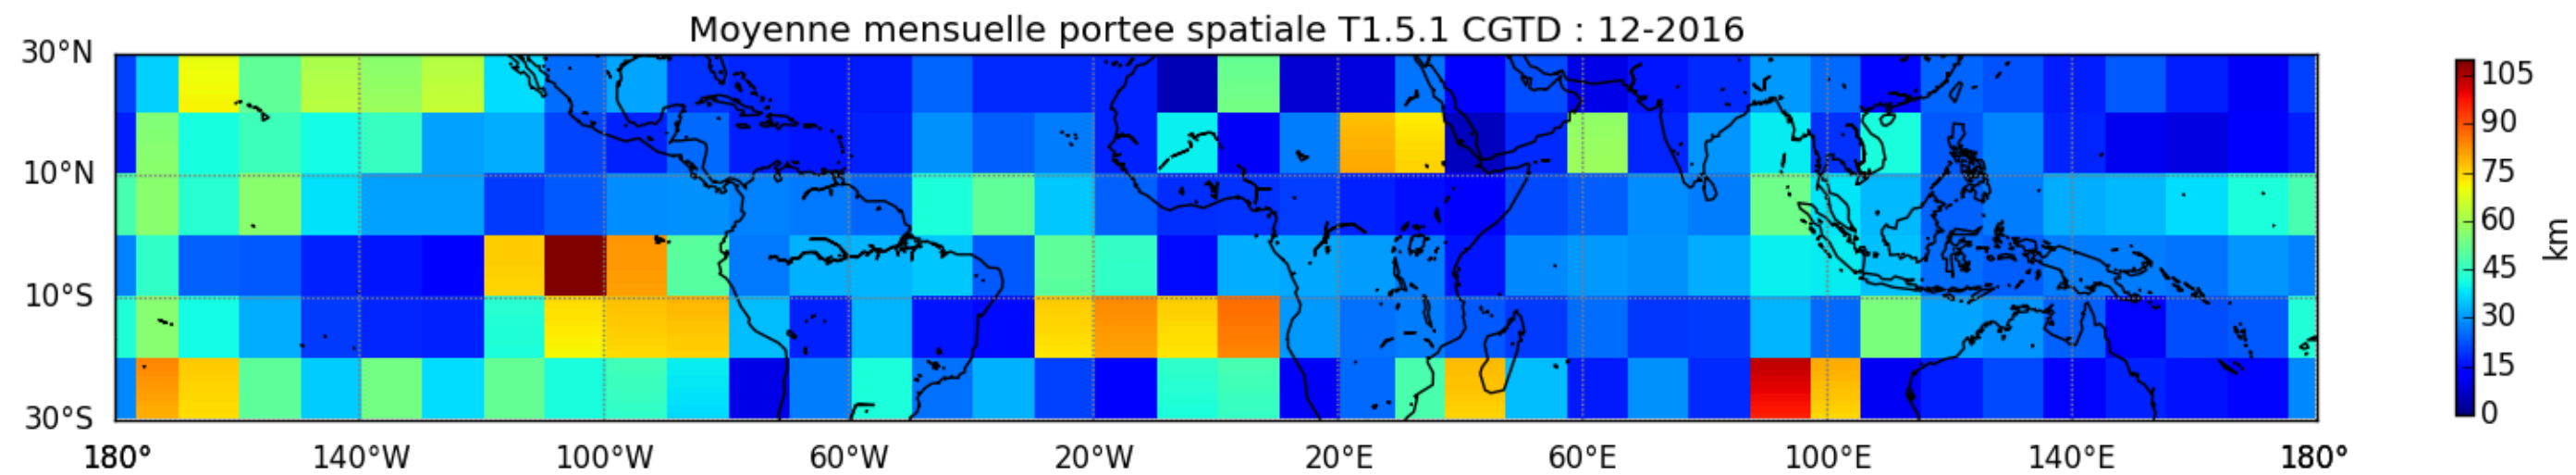 Moyenne mensuelle portee spatiale T1.5.1 CGTD : 12-2016
30°N
10°N
10°S
30°S
180° 140°W 100°W 60°W 20°W 20°E 60°E 100°E 140°E 180°
105
90
75
60
45
30
15
0
km